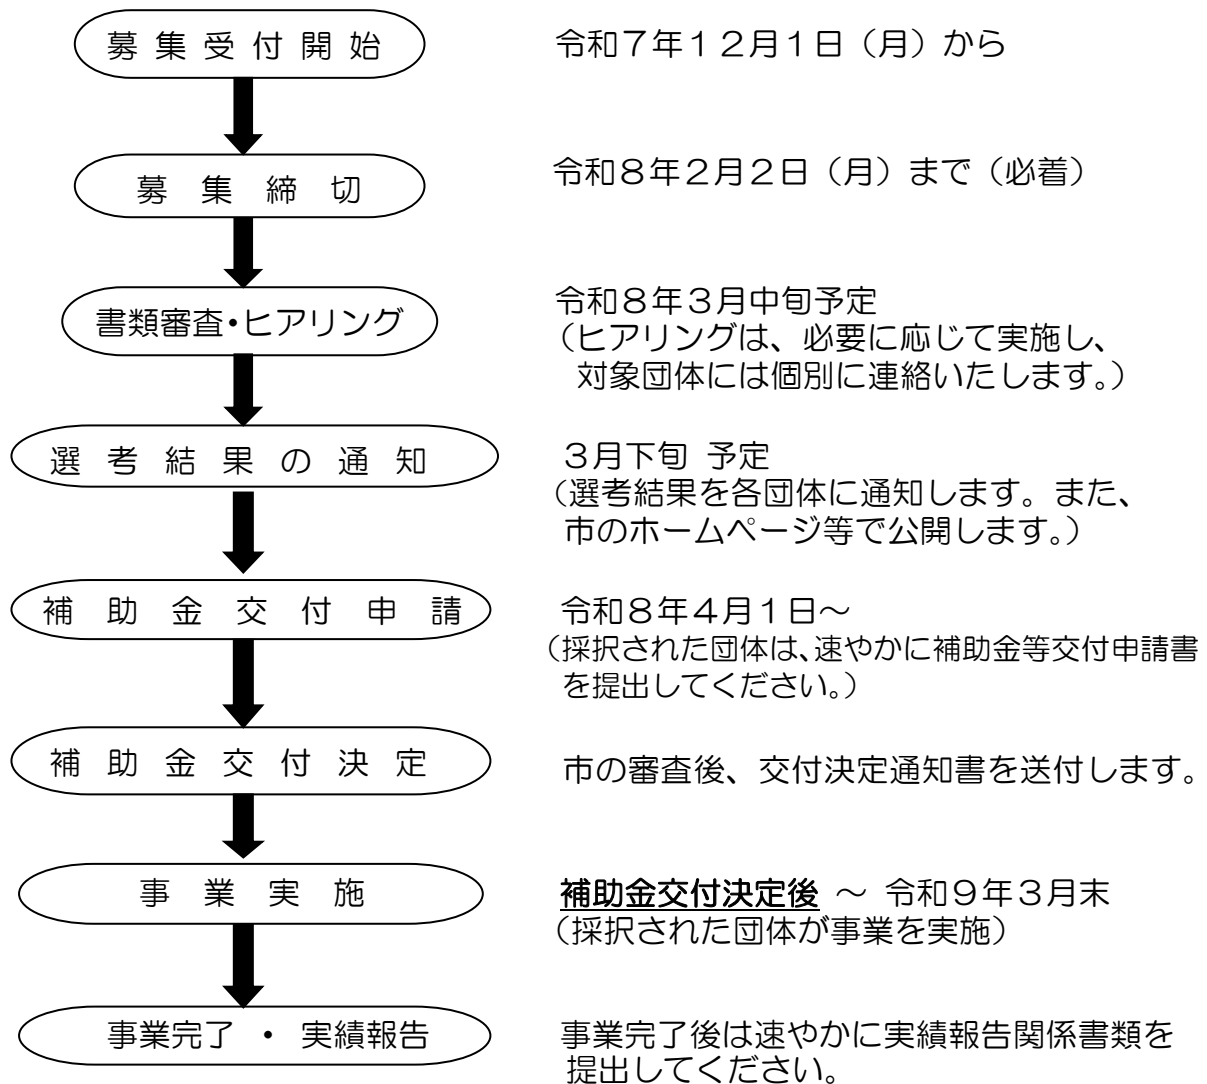 募集受付開始
令和７年１２月１日（月）から
募集締切
令和８年２月２日（月）まで（必着）
書類審査・ヒアリング
令和８年３月中旬予定
（ヒアリングは、必要に応じて実施し、
対象団体には個別に連絡いたします。）
選考結果の通知
３月下旬 予定
（選考結果を各団体に通知します。また、
市のホームページ等で公開します。）
補助金交付申請
令和８年４月１日～
（採択された団体は、速やかに補助金等交付申請書
を提出してください。）
補助金交付決定
市の審査後、交付決定通知書を送付します。
事業実施
補助金交付決定後 ～ 令和９年３月末
（採択された団体が事業を実施）
事業完了 ・ 実績報告
事業完了後は速やかに実績報告関係書類を
提出してください。